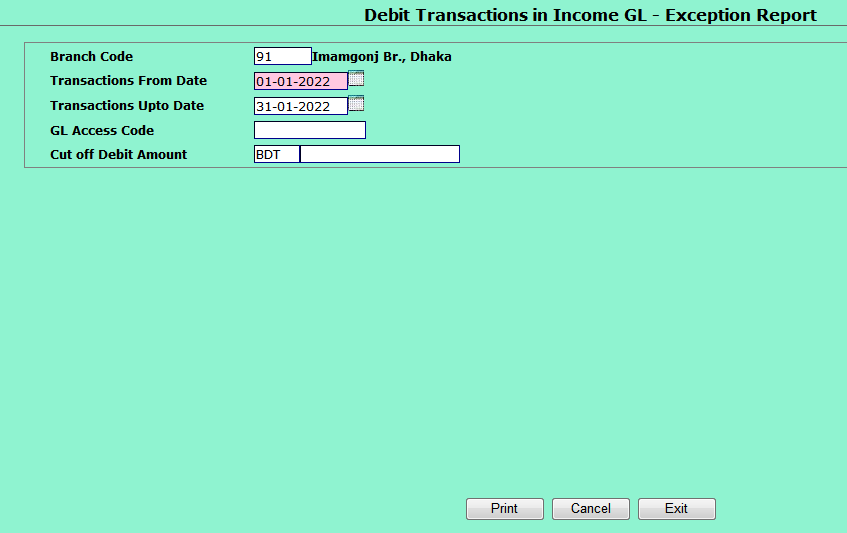 Debit Transactions in Income GL - Exception Report
Branch Code 91 Imamgonj Br., Dhaka
Transactions From Date 01-01-2022
Transactions Upto Date 31-01-2022
GL Access Code
Cut off Debit Amount BDT
Print Cancel Exit